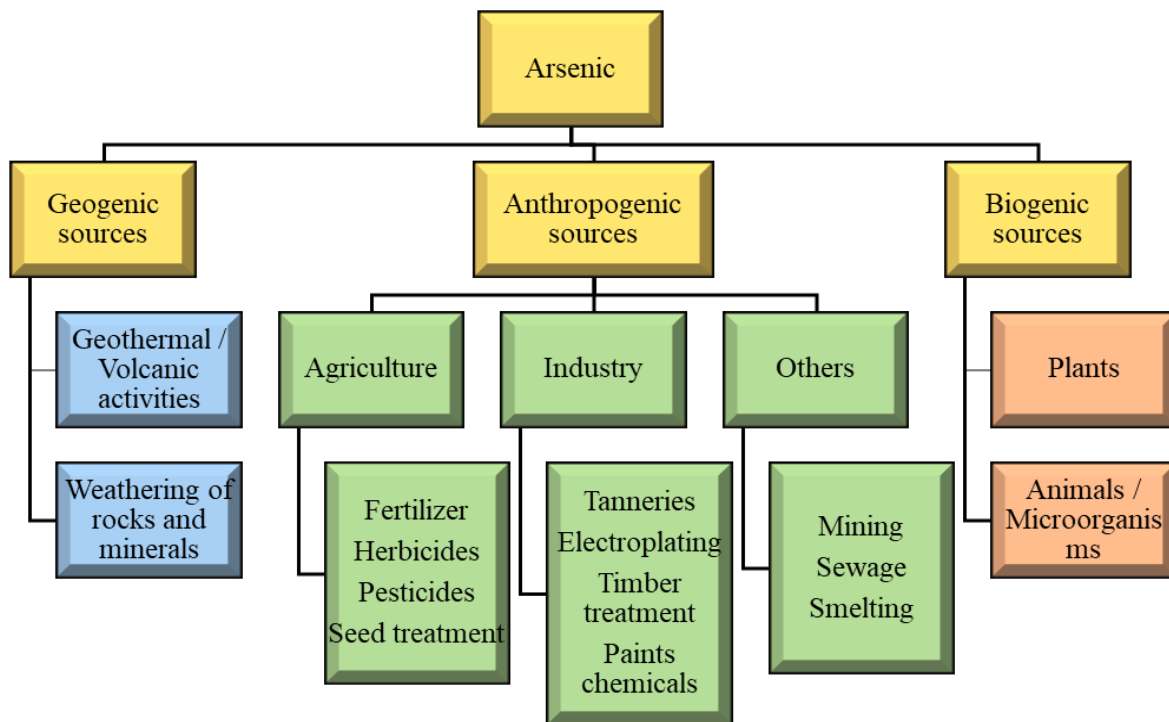 Arsenic
Geogenic
sources
Anthropogenic
sources
Biogenic
sources
Geothermal /
Volcanic
activities
Agriculture
Industry
Others
Plants
Weathering of
rocks and
minerals
Fertilizer
Herbicides
Pesticides
Seed treatment
Tanneries
Electroplating
Timber
treatment
Paints
chemicals
Mining
Sewage
Smelting
Animals /
Microorganis
ms